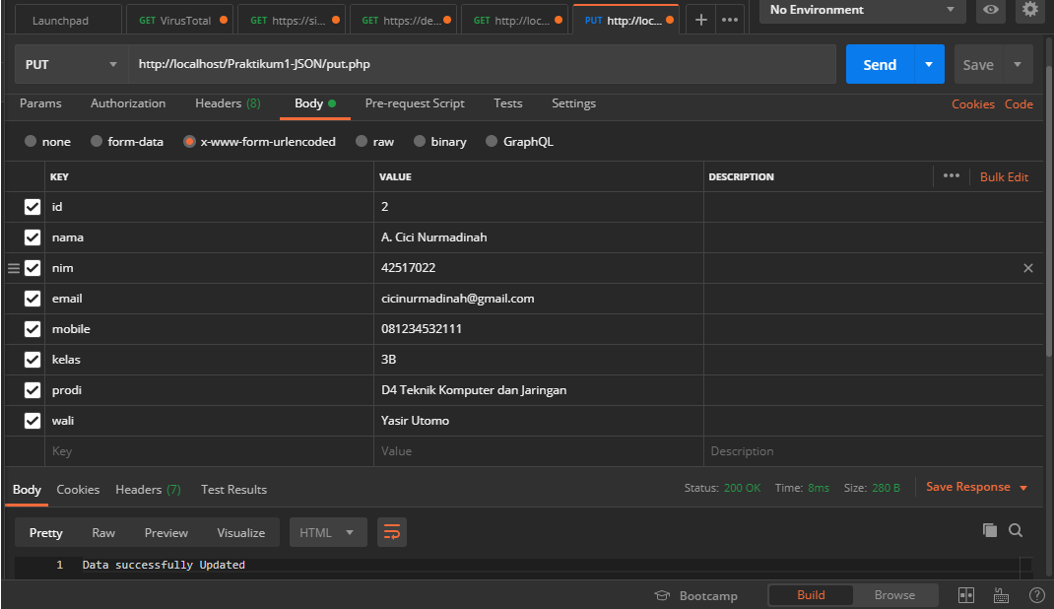 Launchpad GET VirusTotal GET https://si... GET https://de... GET http://loc... PUT http://loc... + ••• No Environment
PUT http://localhost/Praktikum1-JSON/put.php Send Save
Params Authorization Headers (8) Body Pre-request Script Tests Settings Cookies Code
none form-data x-www-form-urlencoded raw binary GraphQL
KEY VALUE DESCRIPTION ••• Bulk Edit
id 2
nama A. Cici Nurmadinah
nim 42517022
email cicinurmadinah@gmail.com
mobile 081234532111
kelas 3B
prodi D4 Teknik Komputer dan Jaringan
wali Yasir Utomo
Key Value Description
Body Cookies Headers (7) Test Results Status: 200 OK Time: 8ms Size: 280 B Save Response
Pretty Raw Preview Visualize HTML
1 Data successfully Updated
Bootcamp Build Browse ?